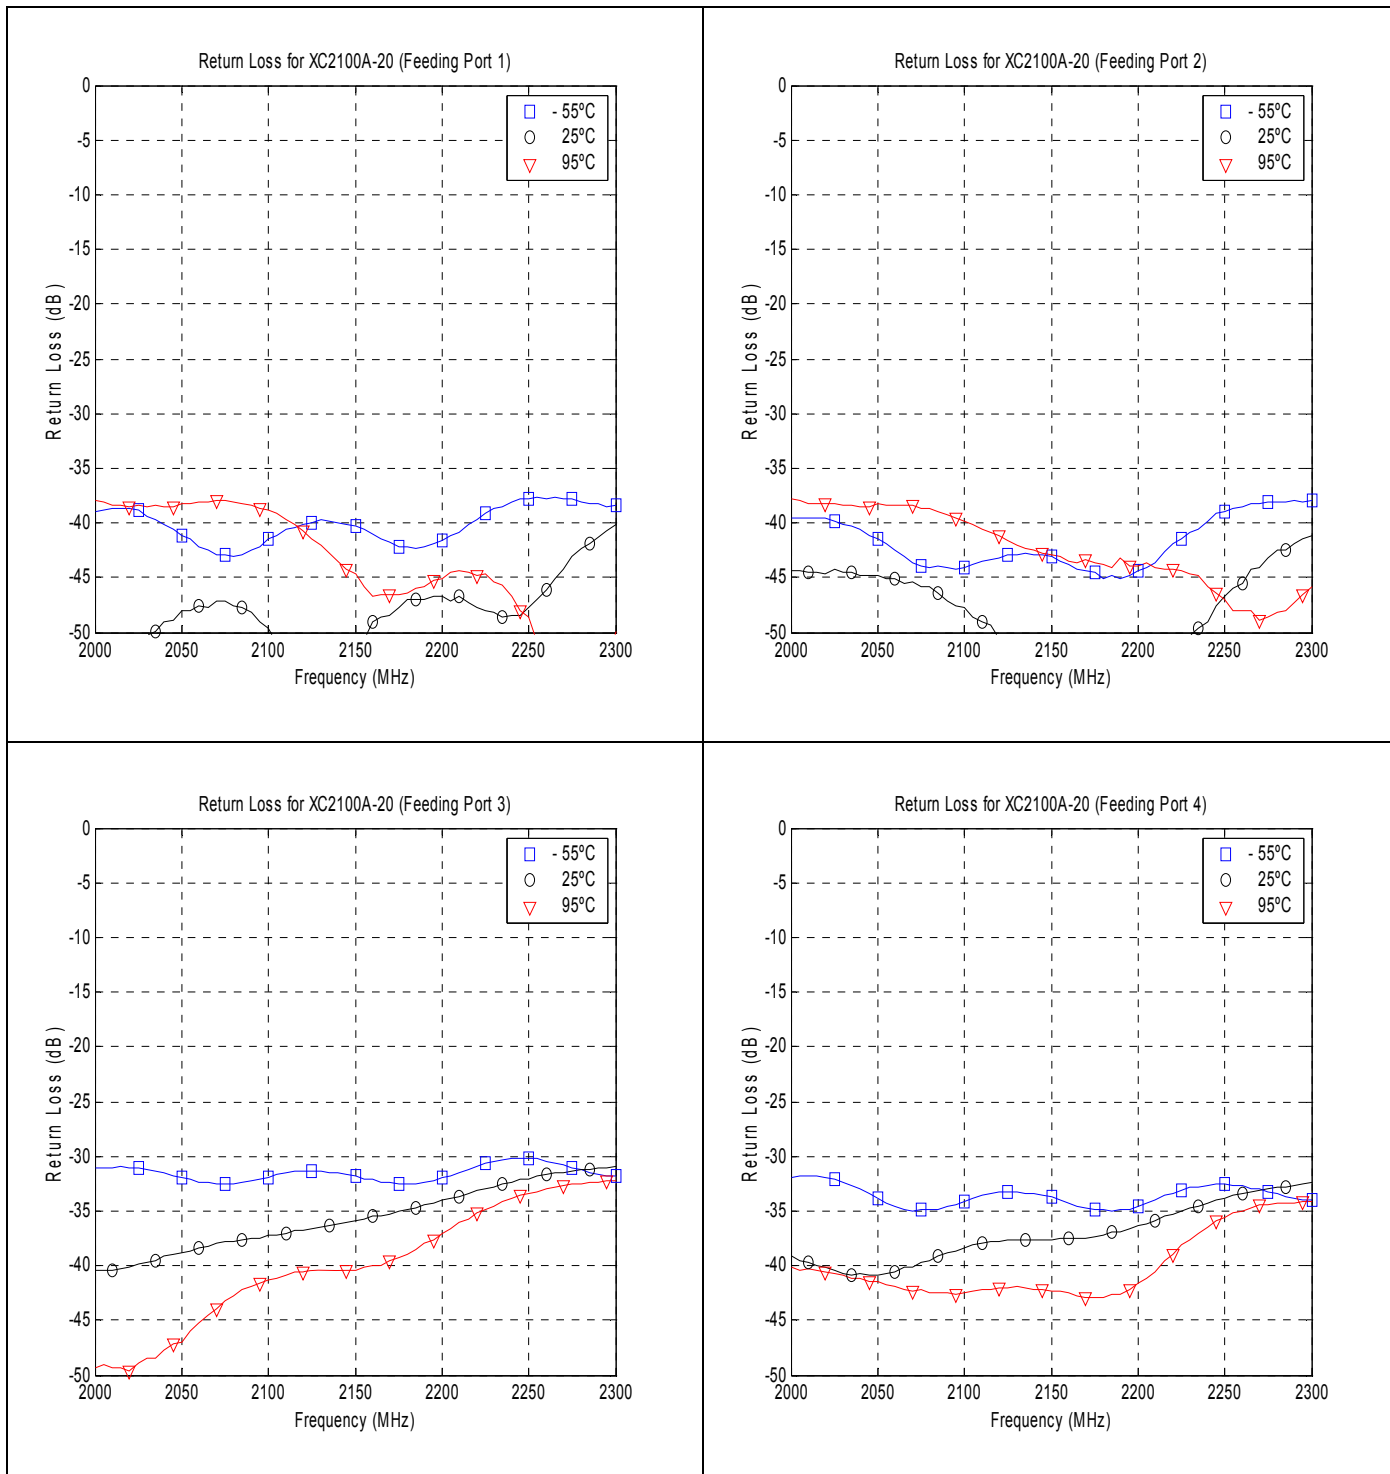 Return Loss for XC2100A-20 (Feeding Port 1)
0
-5
-10
-15
-20
-25
-30
-35
-40
-45
-50
Return Loss (dB)
2000 2050 2100 2150 2200 2250 2300
Frequency (MHz)
- 55ºC
25ºC
95ºC
Return Loss for XC2100A-20 (Feeding Port 2)
0
-5
-10
-15
-20
-25
-30
-35
-40
-45
-50
Return Loss (dB)
2000 2050 2100 2150 2200 2250 2300
Frequency (MHz)
- 55ºC
25ºC
95ºC
Return Loss for XC2100A-20 (Feeding Port 3)
0
-5
-10
-15
-20
-25
-30
-35
-40
-45
-50
Return Loss (dB)
2000 2050 2100 2150 2200 2250 2300
Frequency (MHz)
- 55ºC
25ºC
95ºC
Return Loss for XC2100A-20 (Feeding Port 4)
0
-5
-10
-15
-20
-25
-30
-35
-40
-45
-50
Return Loss (dB)
2000 2050 2100 2150 2200 2250 2300
Frequency (MHz)
- 55ºC
25ºC
95ºC